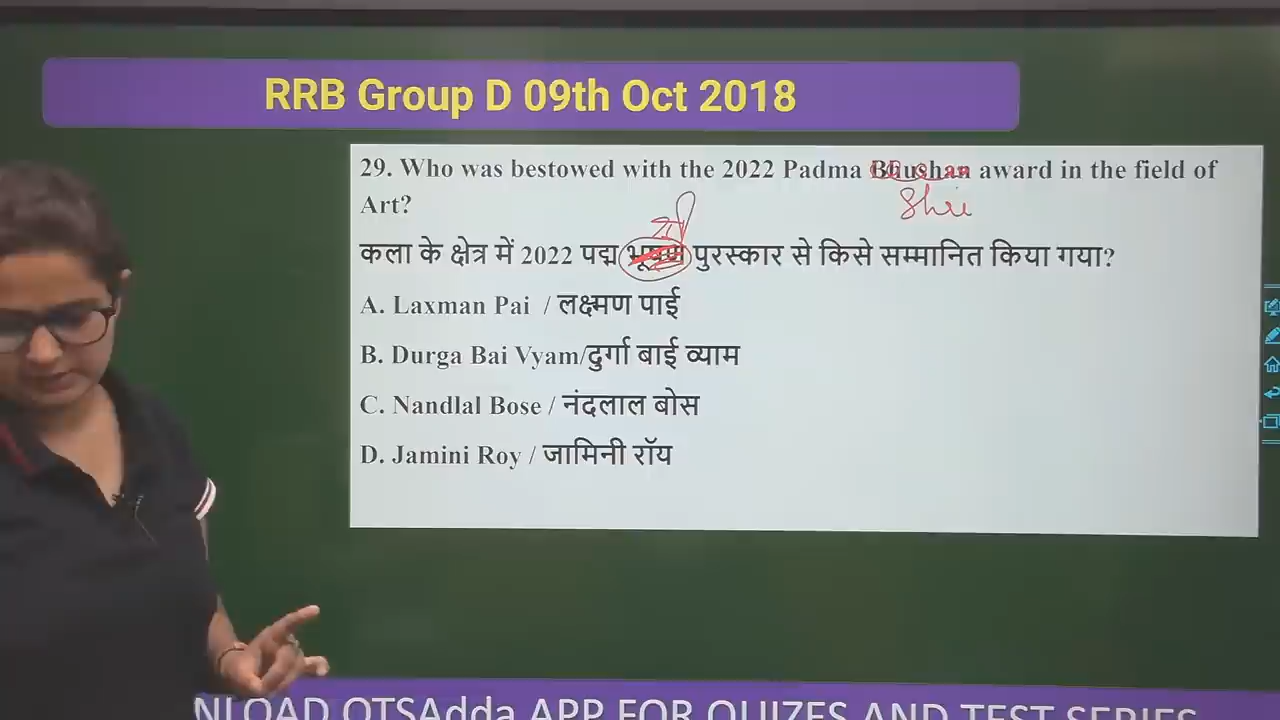 RRB Group D 09th Oct 2018
29. Who was bestowed with the 2022 Padma Bhushan award in the field of
Shri
Art?
श्री
कला के क्षेत्र में 2022 पद्म भूषण पुरस्कार से किसे सम्मानित किया गया?
A. Laxman Pai / लक्ष्मण पाई
B. Durga Bai Vyam/दुर्गा बाई व्याम
C. Nandlal Bose / नंदलाल बोस
D. Jamini Roy / जामिनी रॉय
NLOAD OTSAdda APP FOR QUIZES AND TEST SERIES